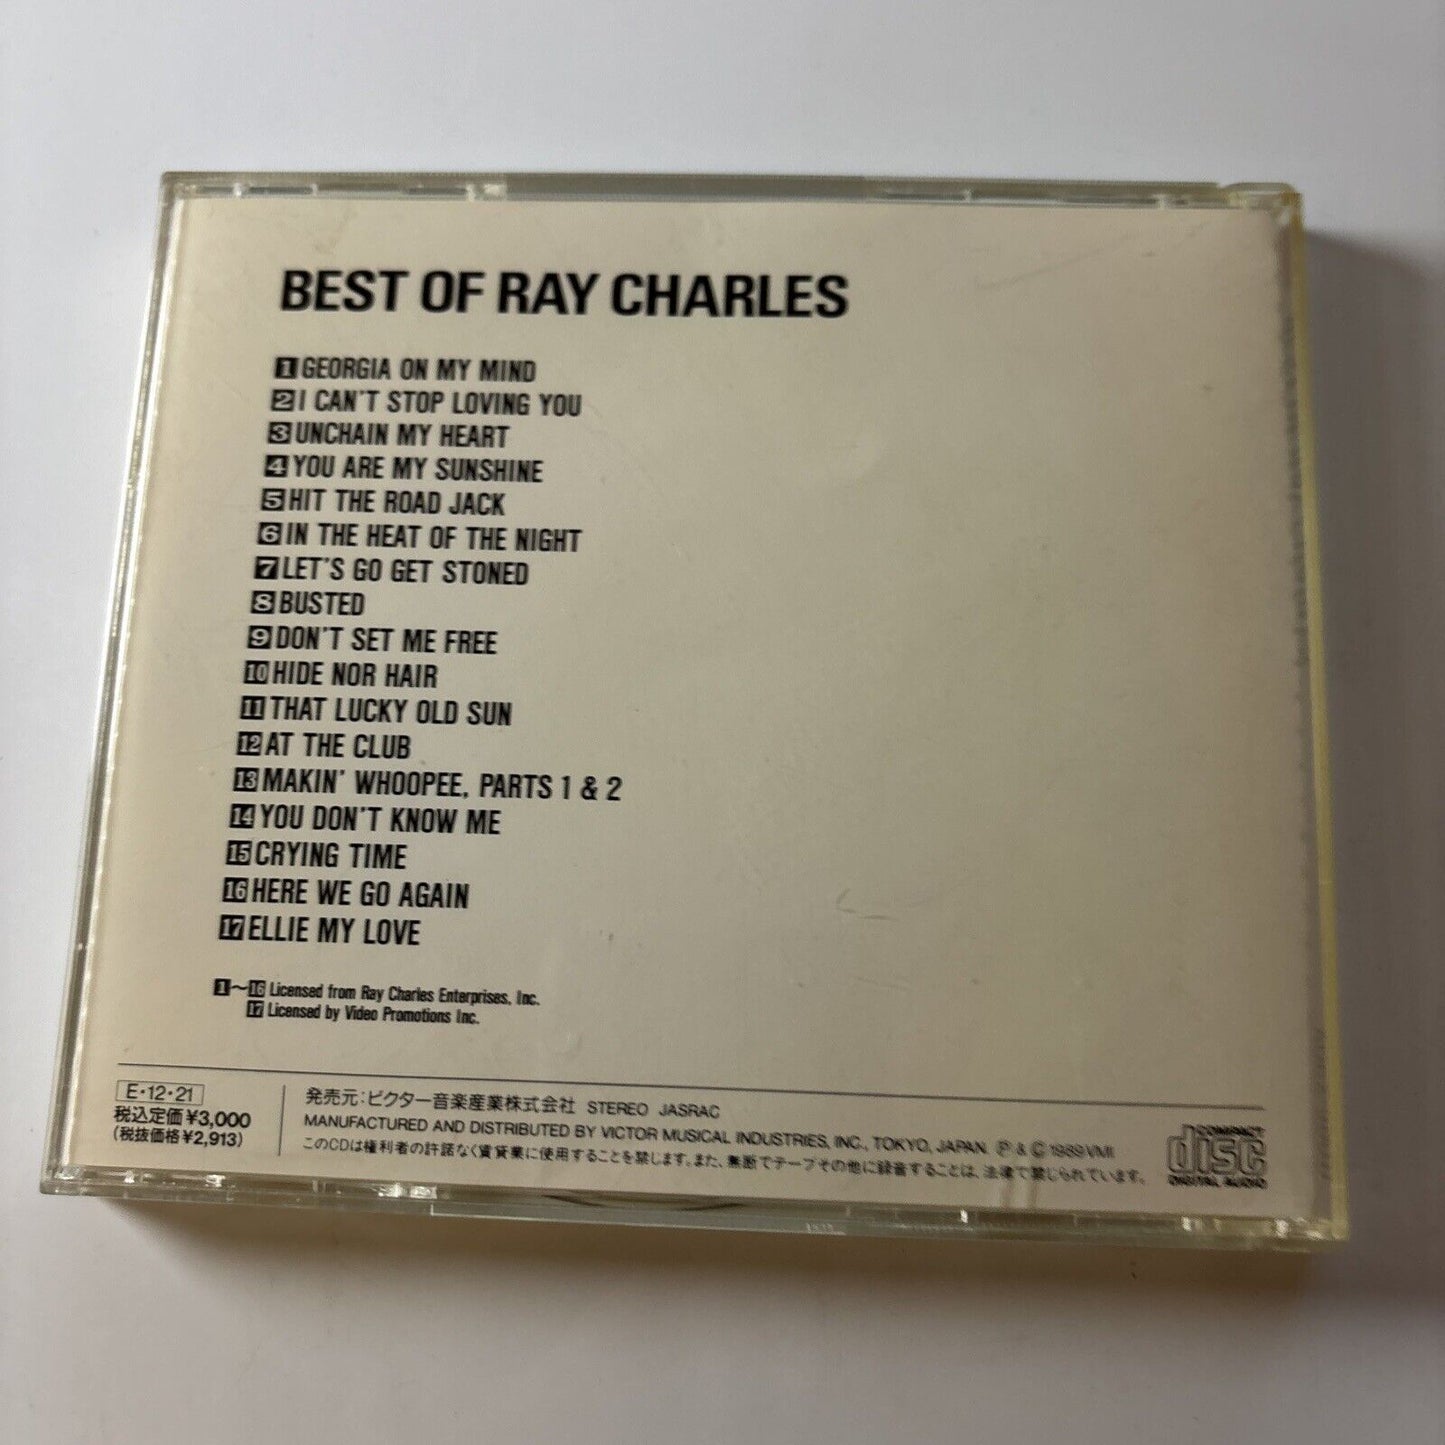 BEST OF RAY CHARLES
1 GEORGIA ON MY MIND
2 I CAN'T STOP LOVING YOU
3 UNCHAIN MY HEART
4 YOU ARE MY SUNSHINE
5 HIT THE ROAD JACK
6 IN THE HEAT OF THE NIGHT
7 LET'S GO GET STONED
8 BUSTED
9 DON'T SET ME FREE
10 HIDE NOR HAIR
11 THAT LUCKY OLD SUN
12 AT THE CLUB
13 MAKIN' WHOOPEE, PARTS 1 & 2
14 YOU DON'T KNOW ME
15 CRYING TIME
16 HERE WE GO AGAIN
17 ELLIE MY LOVE
1～16 Licensed from Ray Charles Enterprises, Inc.
17 Licensed by Video Promotions Inc.
E・12・21
税込定価¥3,000
(税抜価格¥2,913)
発売元：ビクター音楽産業株式会社 STEREO JASRAC
MANUFACTURED AND DISTRIBUTED BY VICTOR MUSICAL INDUSTRIES, INC., TOKYO, JAPAN. Ⓟ & Ⓒ 1989 VMI
このCDは権利者の許諾なく賃貸業に使用することを禁じます。また、無断でテープその他に録音することは、法律で禁じられています。
COMPACT
disc
DIGITAL AUDIO